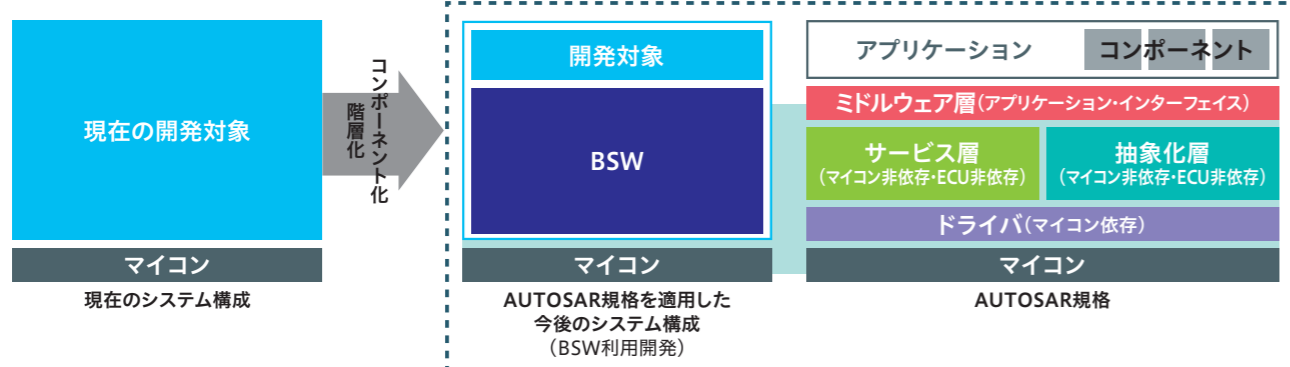 現在の開発対象
マイコン
現在のシステム構成
コンポーネント化
階層化
開発対象
BSW
マイコン
AUTOSAR規格を適用した
今後のシステム構成
（BSW利用開発）
アプリケーション
コンポーネント
ミドルウェア層(アプリケーション・インターフェイス)
サービス層
(マイコン非依存・ECU非依存)
抽象化層
(マイコン非依存・ECU非依存)
ドライバ(マイコン依存)
マイコン
AUTOSAR規格